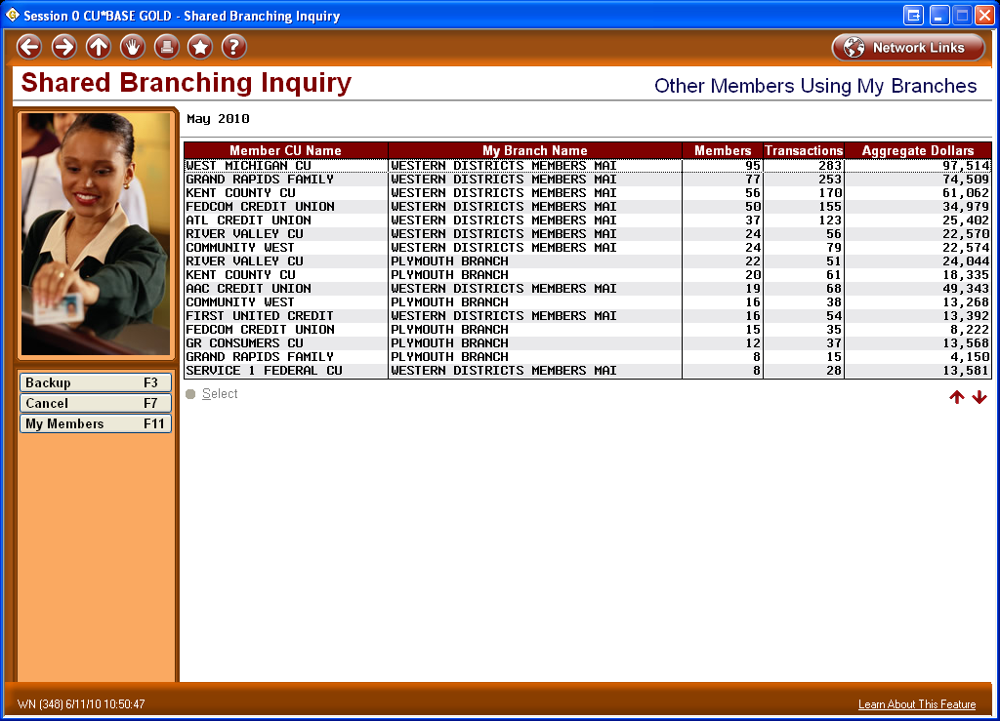 Session 0 CU*BASE GOLD - Shared Branching Inquiry
Network Links
Shared Branching Inquiry
Other Members Using My Branches
May 2010
Member CU Name My Branch Name Members Transactions Aggregate Dollars
WEST MICHIGAN CU WESTERN DISTRICTS MEMBERS MAI 95 283 97,514
GRAND RAPIDS FAMILY WESTERN DISTRICTS MEMBERS MAI 77 253 74,509
KENT COUNTY CU WESTERN DISTRICTS MEMBERS MAI 56 170 61,062
FEDCOM CREDIT UNION WESTERN DISTRICTS MEMBERS MAI 50 155 34,979
ATL CREDIT UNION WESTERN DISTRICTS MEMBERS MAI 37 123 25,402
RIVER VALLEY CU WESTERN DISTRICTS MEMBERS MAI 24 56 22,570
COMMUNITY WEST WESTERN DISTRICTS MEMBERS MAI 24 79 22,574
RIVER VALLEY CU PLYMOUTH BRANCH 22 51 24,044
KENT COUNTY CU PLYMOUTH BRANCH 20 61 18,335
AAC CREDIT UNION WESTERN DISTRICTS MEMBERS MAI 19 68 49,343
COMMUNITY WEST PLYMOUTH BRANCH 16 38 13,268
FIRST UNITED CREDIT WESTERN DISTRICTS MEMBERS MAI 16 54 13,392
FEDCOM CREDIT UNION PLYMOUTH BRANCH 15 35 8,222
GR CONSUMERS CU PLYMOUTH BRANCH 12 37 13,568
GRAND RAPIDS FAMILY PLYMOUTH BRANCH 8 15 4,150
SERVICE 1 FEDERAL CU WESTERN DISTRICTS MEMBERS MAI 8 28 13,581
Select
Backup F3
Cancel F7
My Members F11
WN (348) 6/11/10 10:50:47
Learn About This Feature